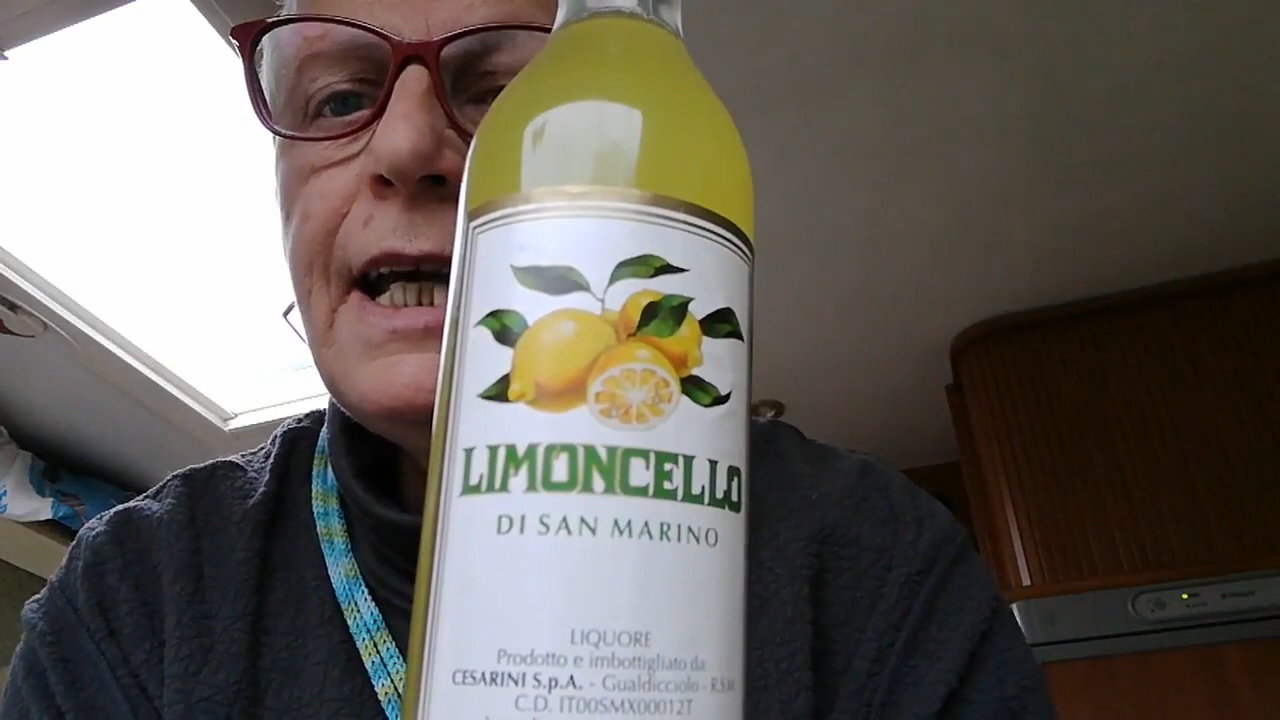 LIMONCELLO
DI SAN MARINO
LIQUORE
Prodotto e imbottigliato da:
CESARINI S.p.A. - Gualdicciolo - R.S.M.
C.D. IT00SMX00012T